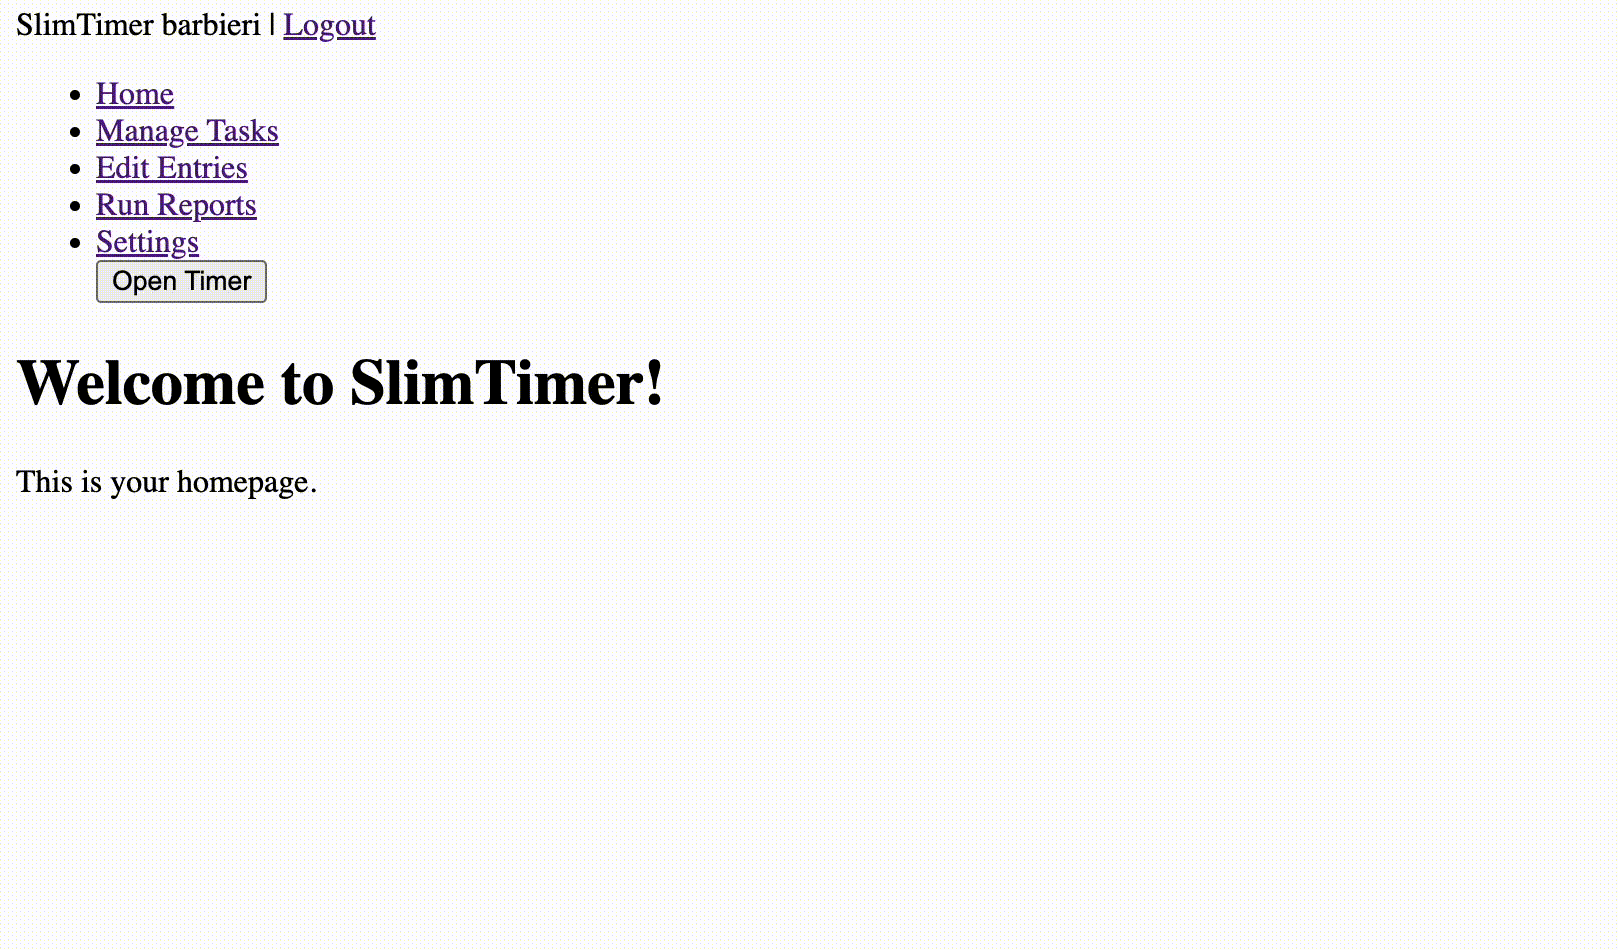 SlimTimer barbieri | Logout
Home
Manage Tasks
Edit Entries
Run Reports
Settings
Open Timer
Welcome to SlimTimer!
This is your homepage.